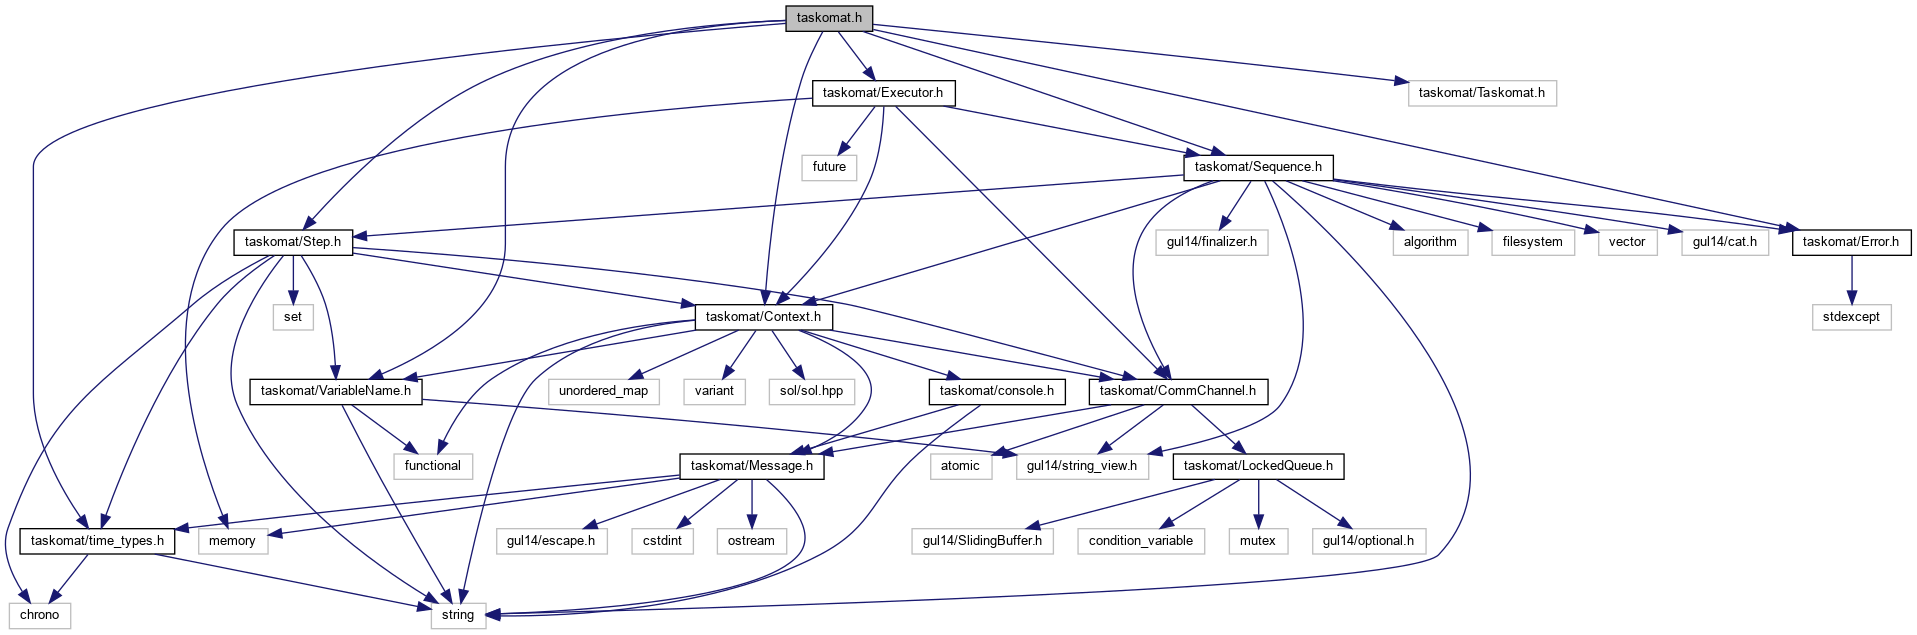 taskomat.h
taskomat/Executor.h
taskomat/Taskomat.h
future
taskomat/Sequence.h
taskomat/Step.h
gul14/finalizer.h
algorithm
filesystem
vector
gul14/cat.h
taskomat/Error.h
set
taskomat/Context.h
stdexcept
taskomat/VariableName.h
unordered_map
variant
sol/sol.hpp
taskomat/console.h
taskomat/CommChannel.h
functional
taskomat/Message.h
atomic
gul14/string_view.h
taskomat/LockedQueue.h
taskomat/time_types.h
memory
gul14/escape.h
cstdint
ostream
gul14/SlidingBuffer.h
condition_variable
mutex
gul14/optional.h
chrono
string